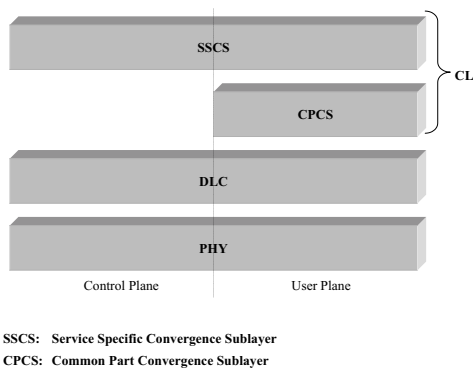 SSCS
CL
CPCS
DLC
PHY
Control Plane User Plane
SSCS: Service Specific Convergence Sublayer
CPCS: Common Part Convergence Sublayer